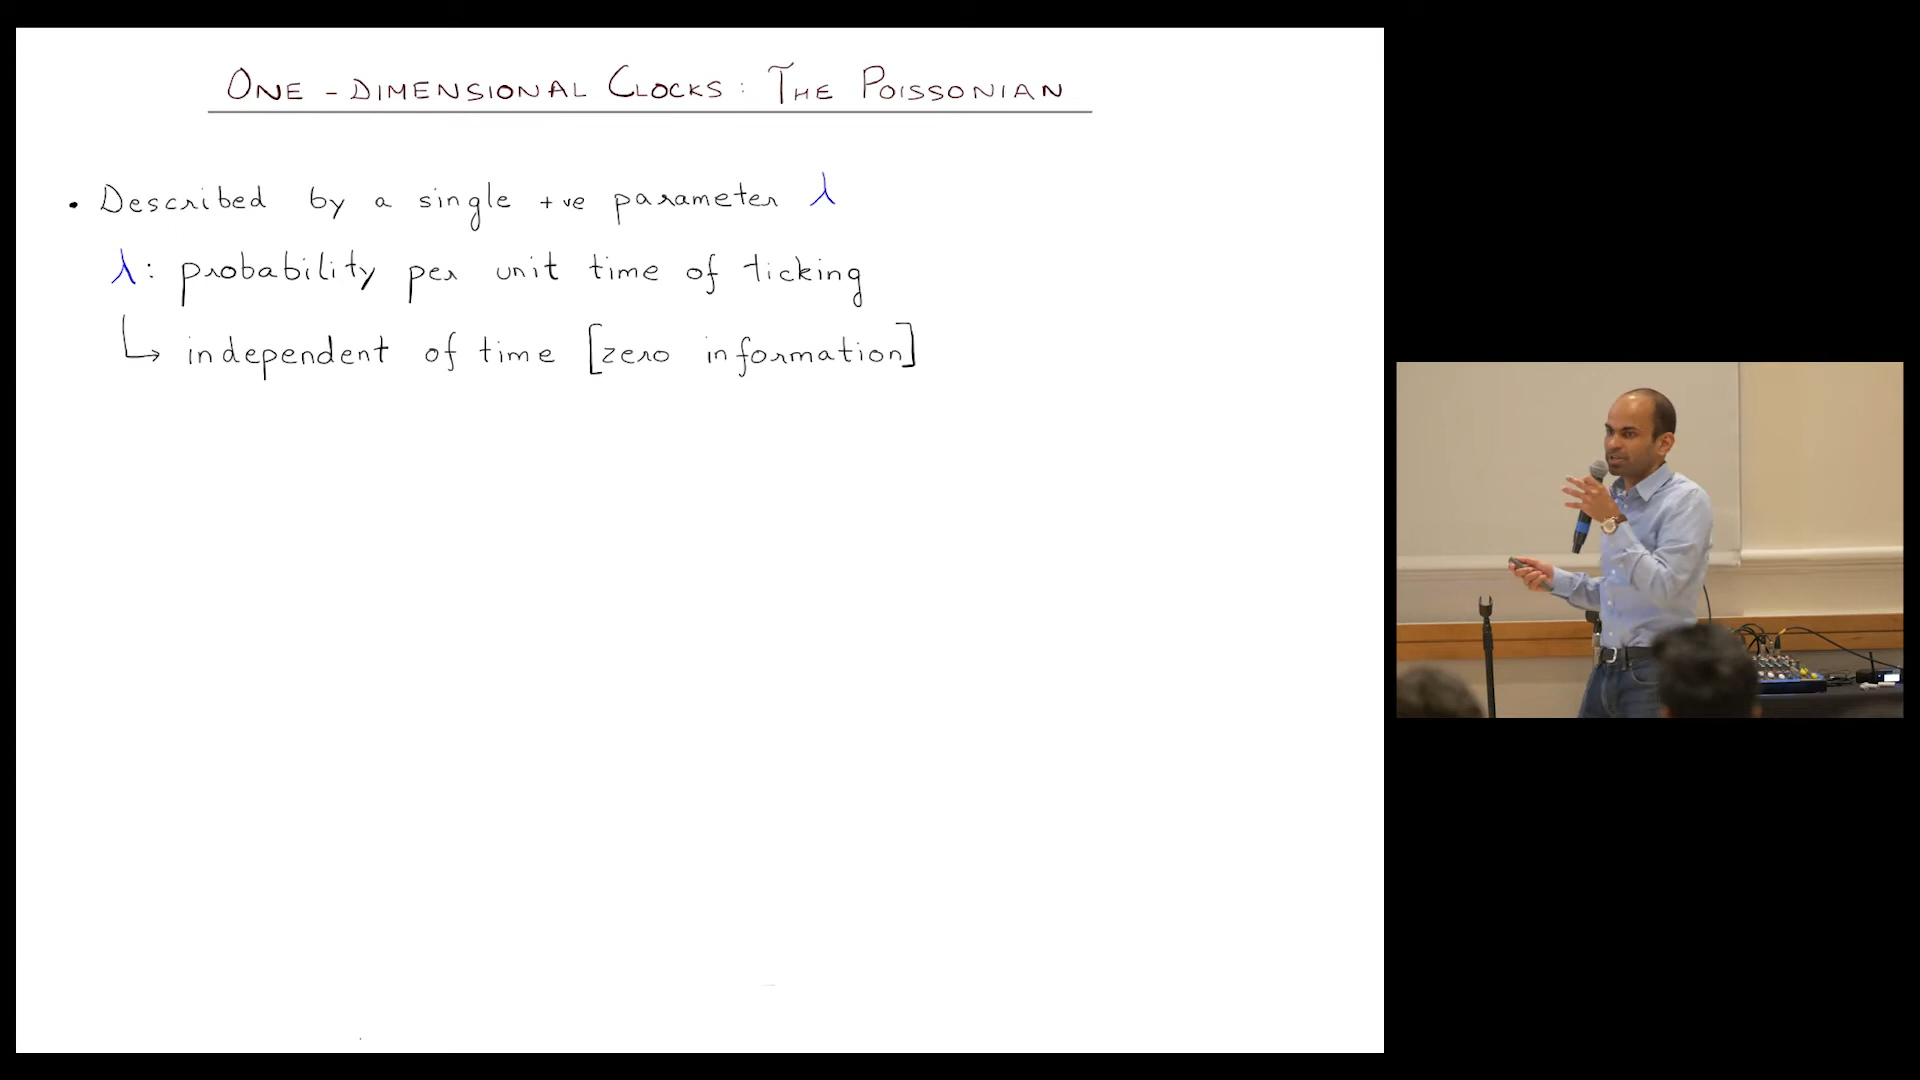 ONE-DIMENSIONAL CLOCKS: THE POISSONIAN
• Described by a single +ve parameter λ
λ: probability per unit time of ticking
↳ independent of time [zero information]